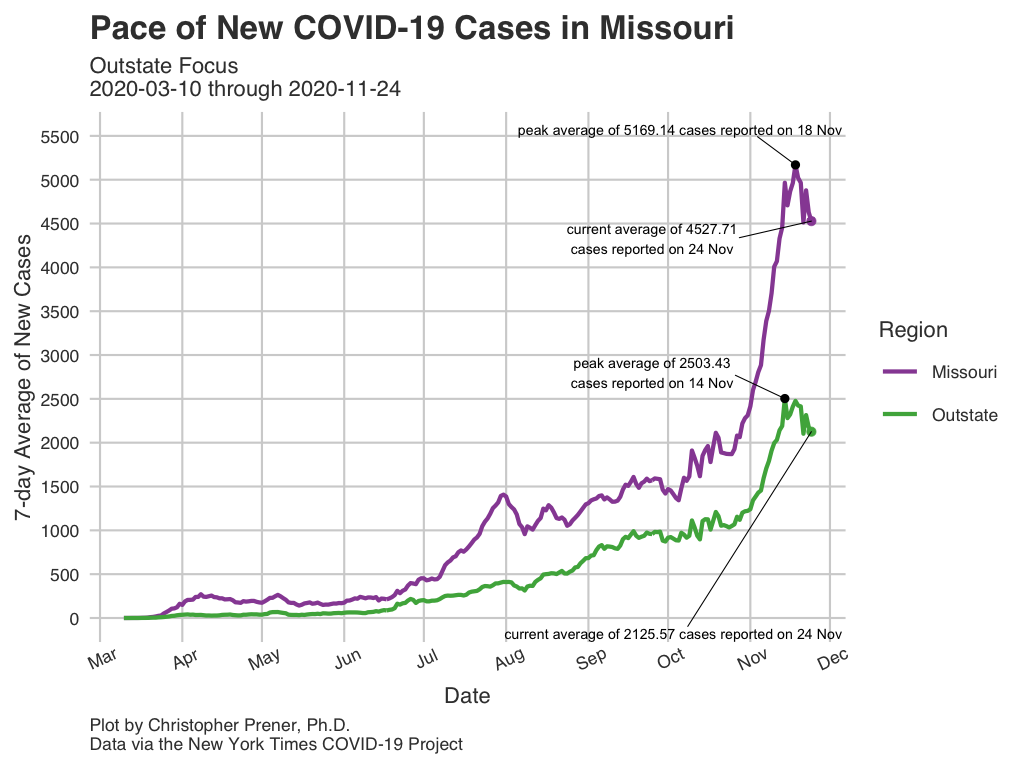 Pace of New COVID-19 Cases in Missouri
Outstate Focus
2020-03-10 through 2020-11-24
7-day Average of New Cases
5500
5000
4500
4000
3500
3000
2500
2000
1500
1000
500
0
peak average of 5169.14 cases reported on 18 Nov
current average of 4527.71
cases reported on 24 Nov
peak average of 2503.43
cases reported on 14 Nov
current average of 2125.57 cases reported on 24 Nov
Region
Missouri
Outstate
Mar
Apr
May
Jun
Jul
Aug
Sep
Oct
Nov
Dec
Date
Plot by Christopher Prener, Ph.D.
Data via the New York Times COVID-19 Project